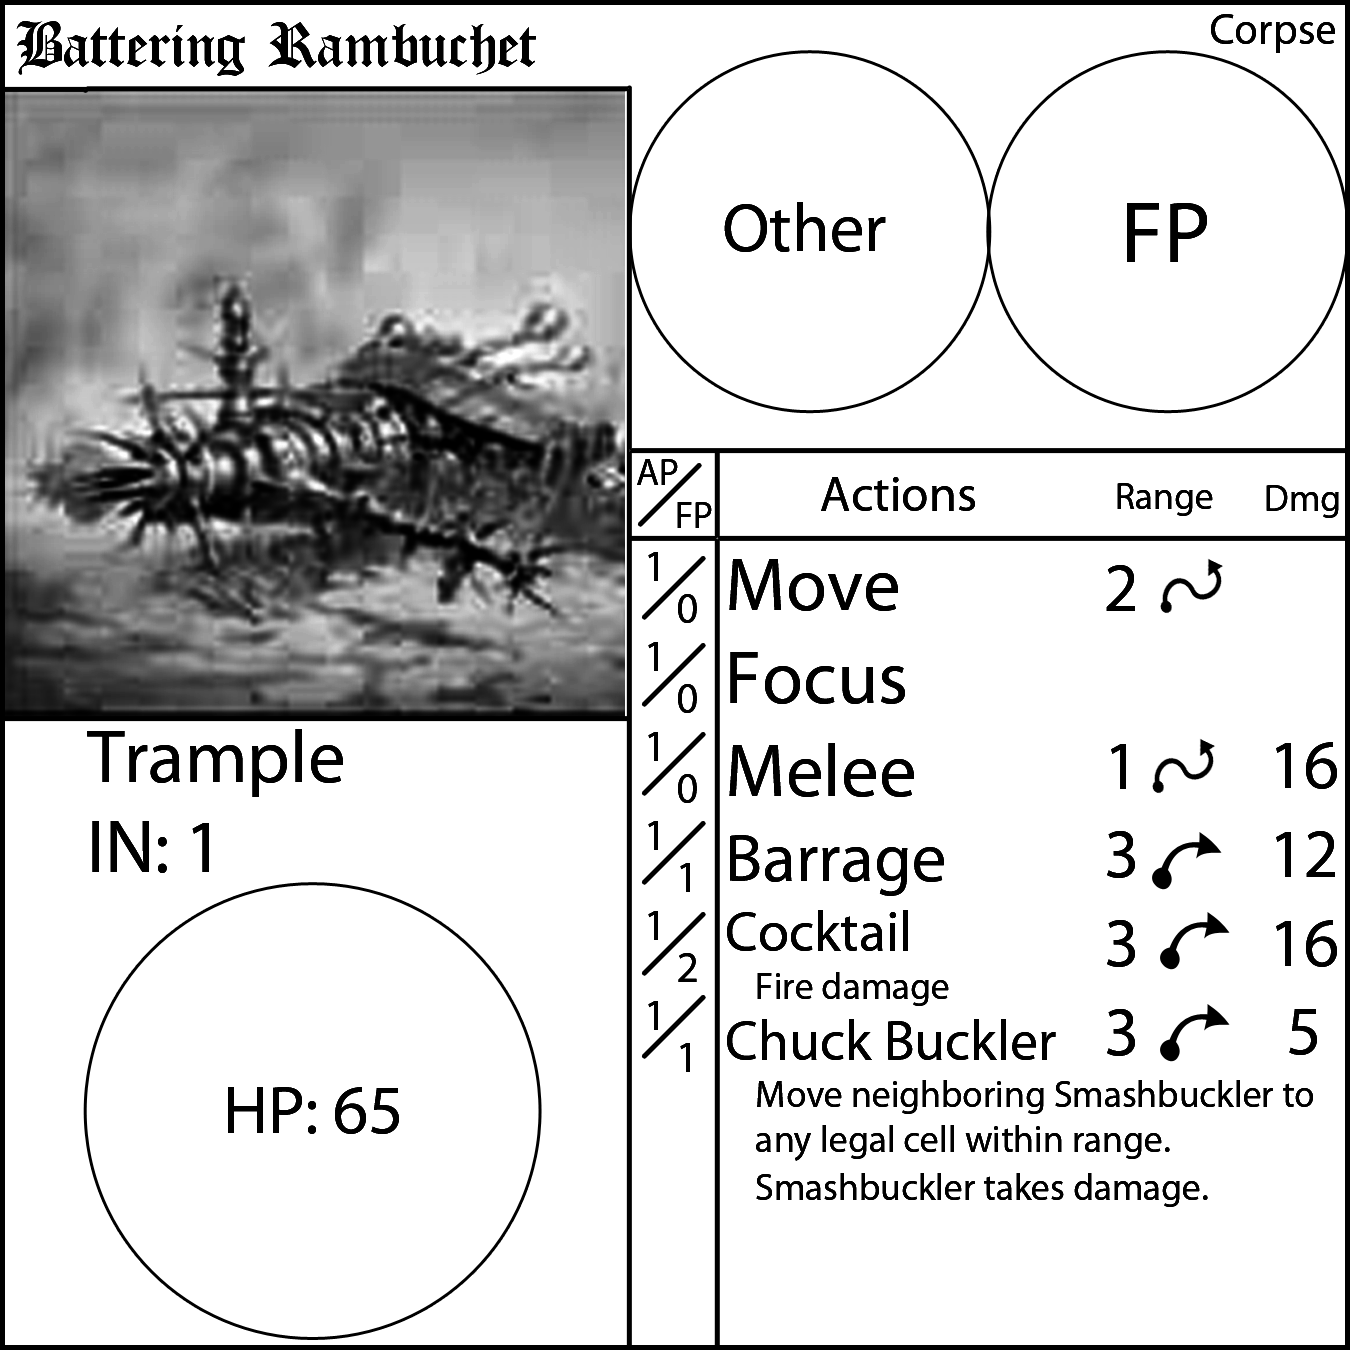 Battering Rambuchet
Corpse
Other
FP
AP/FP Actions Range Dmg
1/0 Move 2
1/0 Focus
1/0 Melee 1 16
1/1 Barrage 3 12
1/2 Cocktail 3 16
Fire damage
1/1 Chuck Buckler 3 5
Move neighboring Smashbuckler to
any legal cell within range.
Smashbuckler takes damage.
Trample
IN: 1
HP: 65